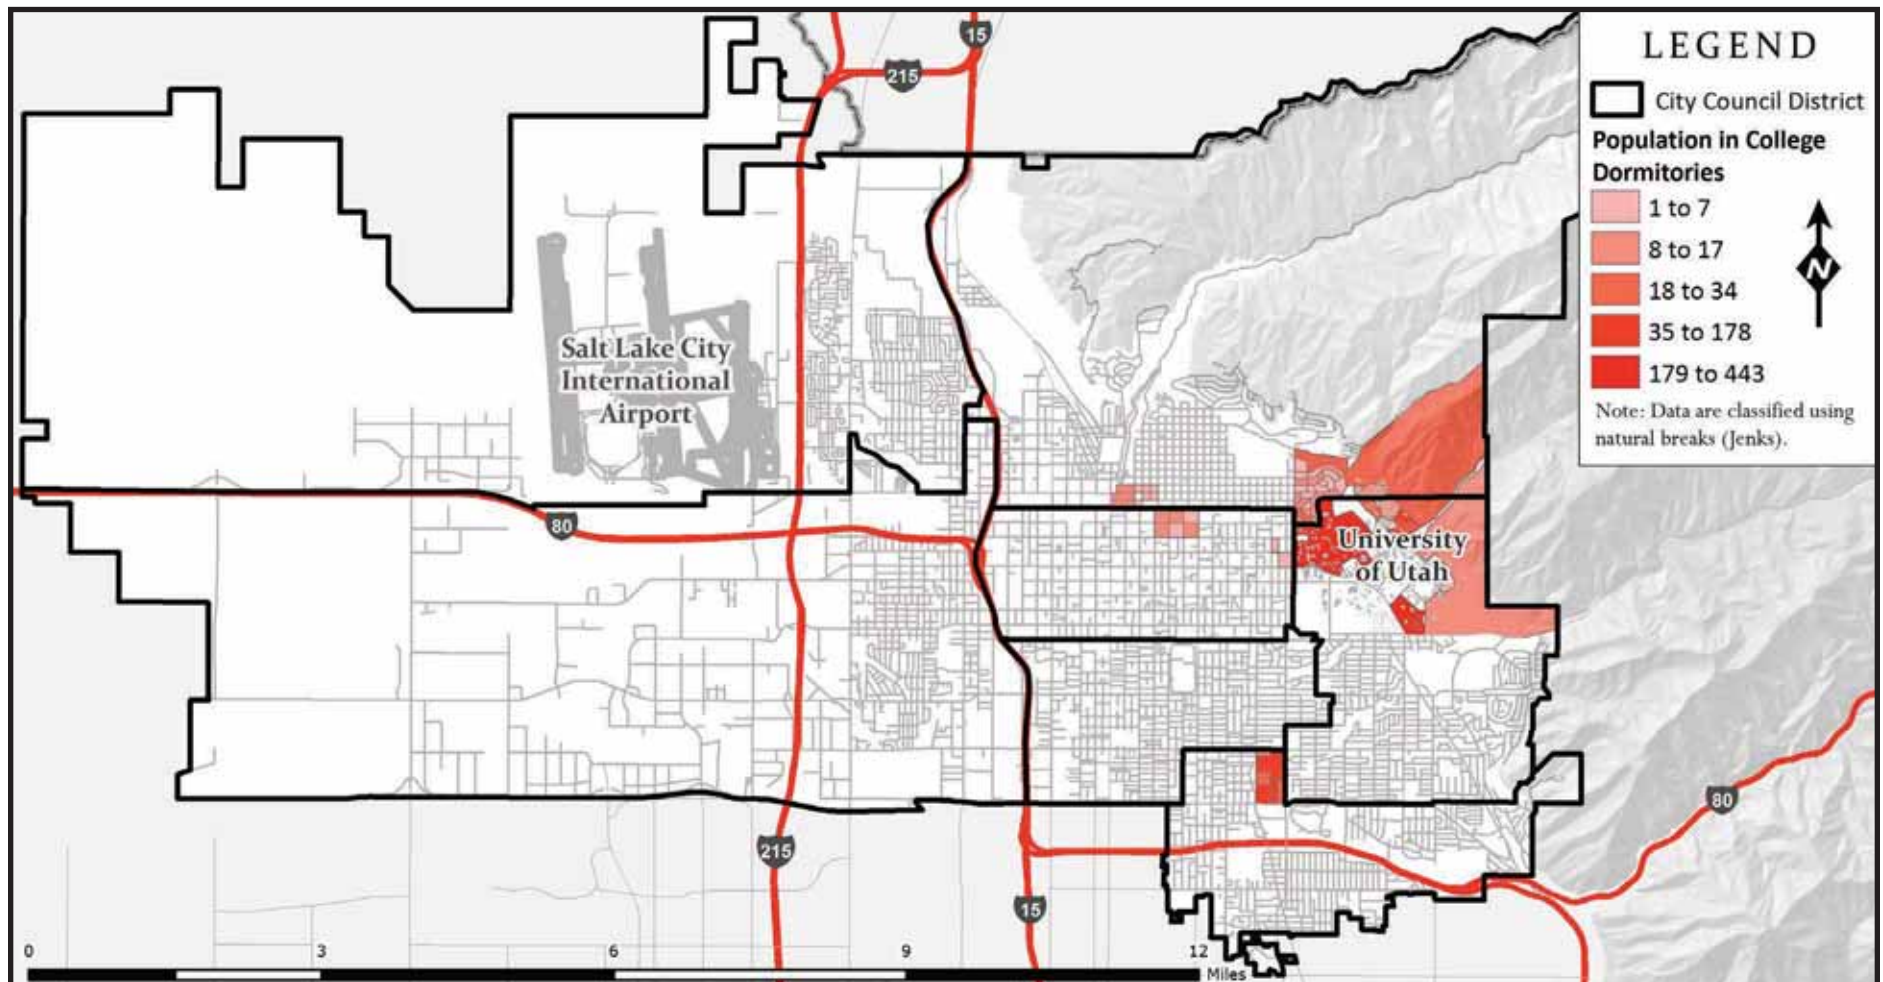 LEGEND
City Council District
Population in College
Dormitories
1 to 7
8 to 17
18 to 34
35 to 178
179 to 443
Note: Data are classified using
natural breaks (Jenks).
N
15
215
Salt Lake City
International
Airport
80
University
of Utah
80
215
15
0 3 6 9 12
Miles